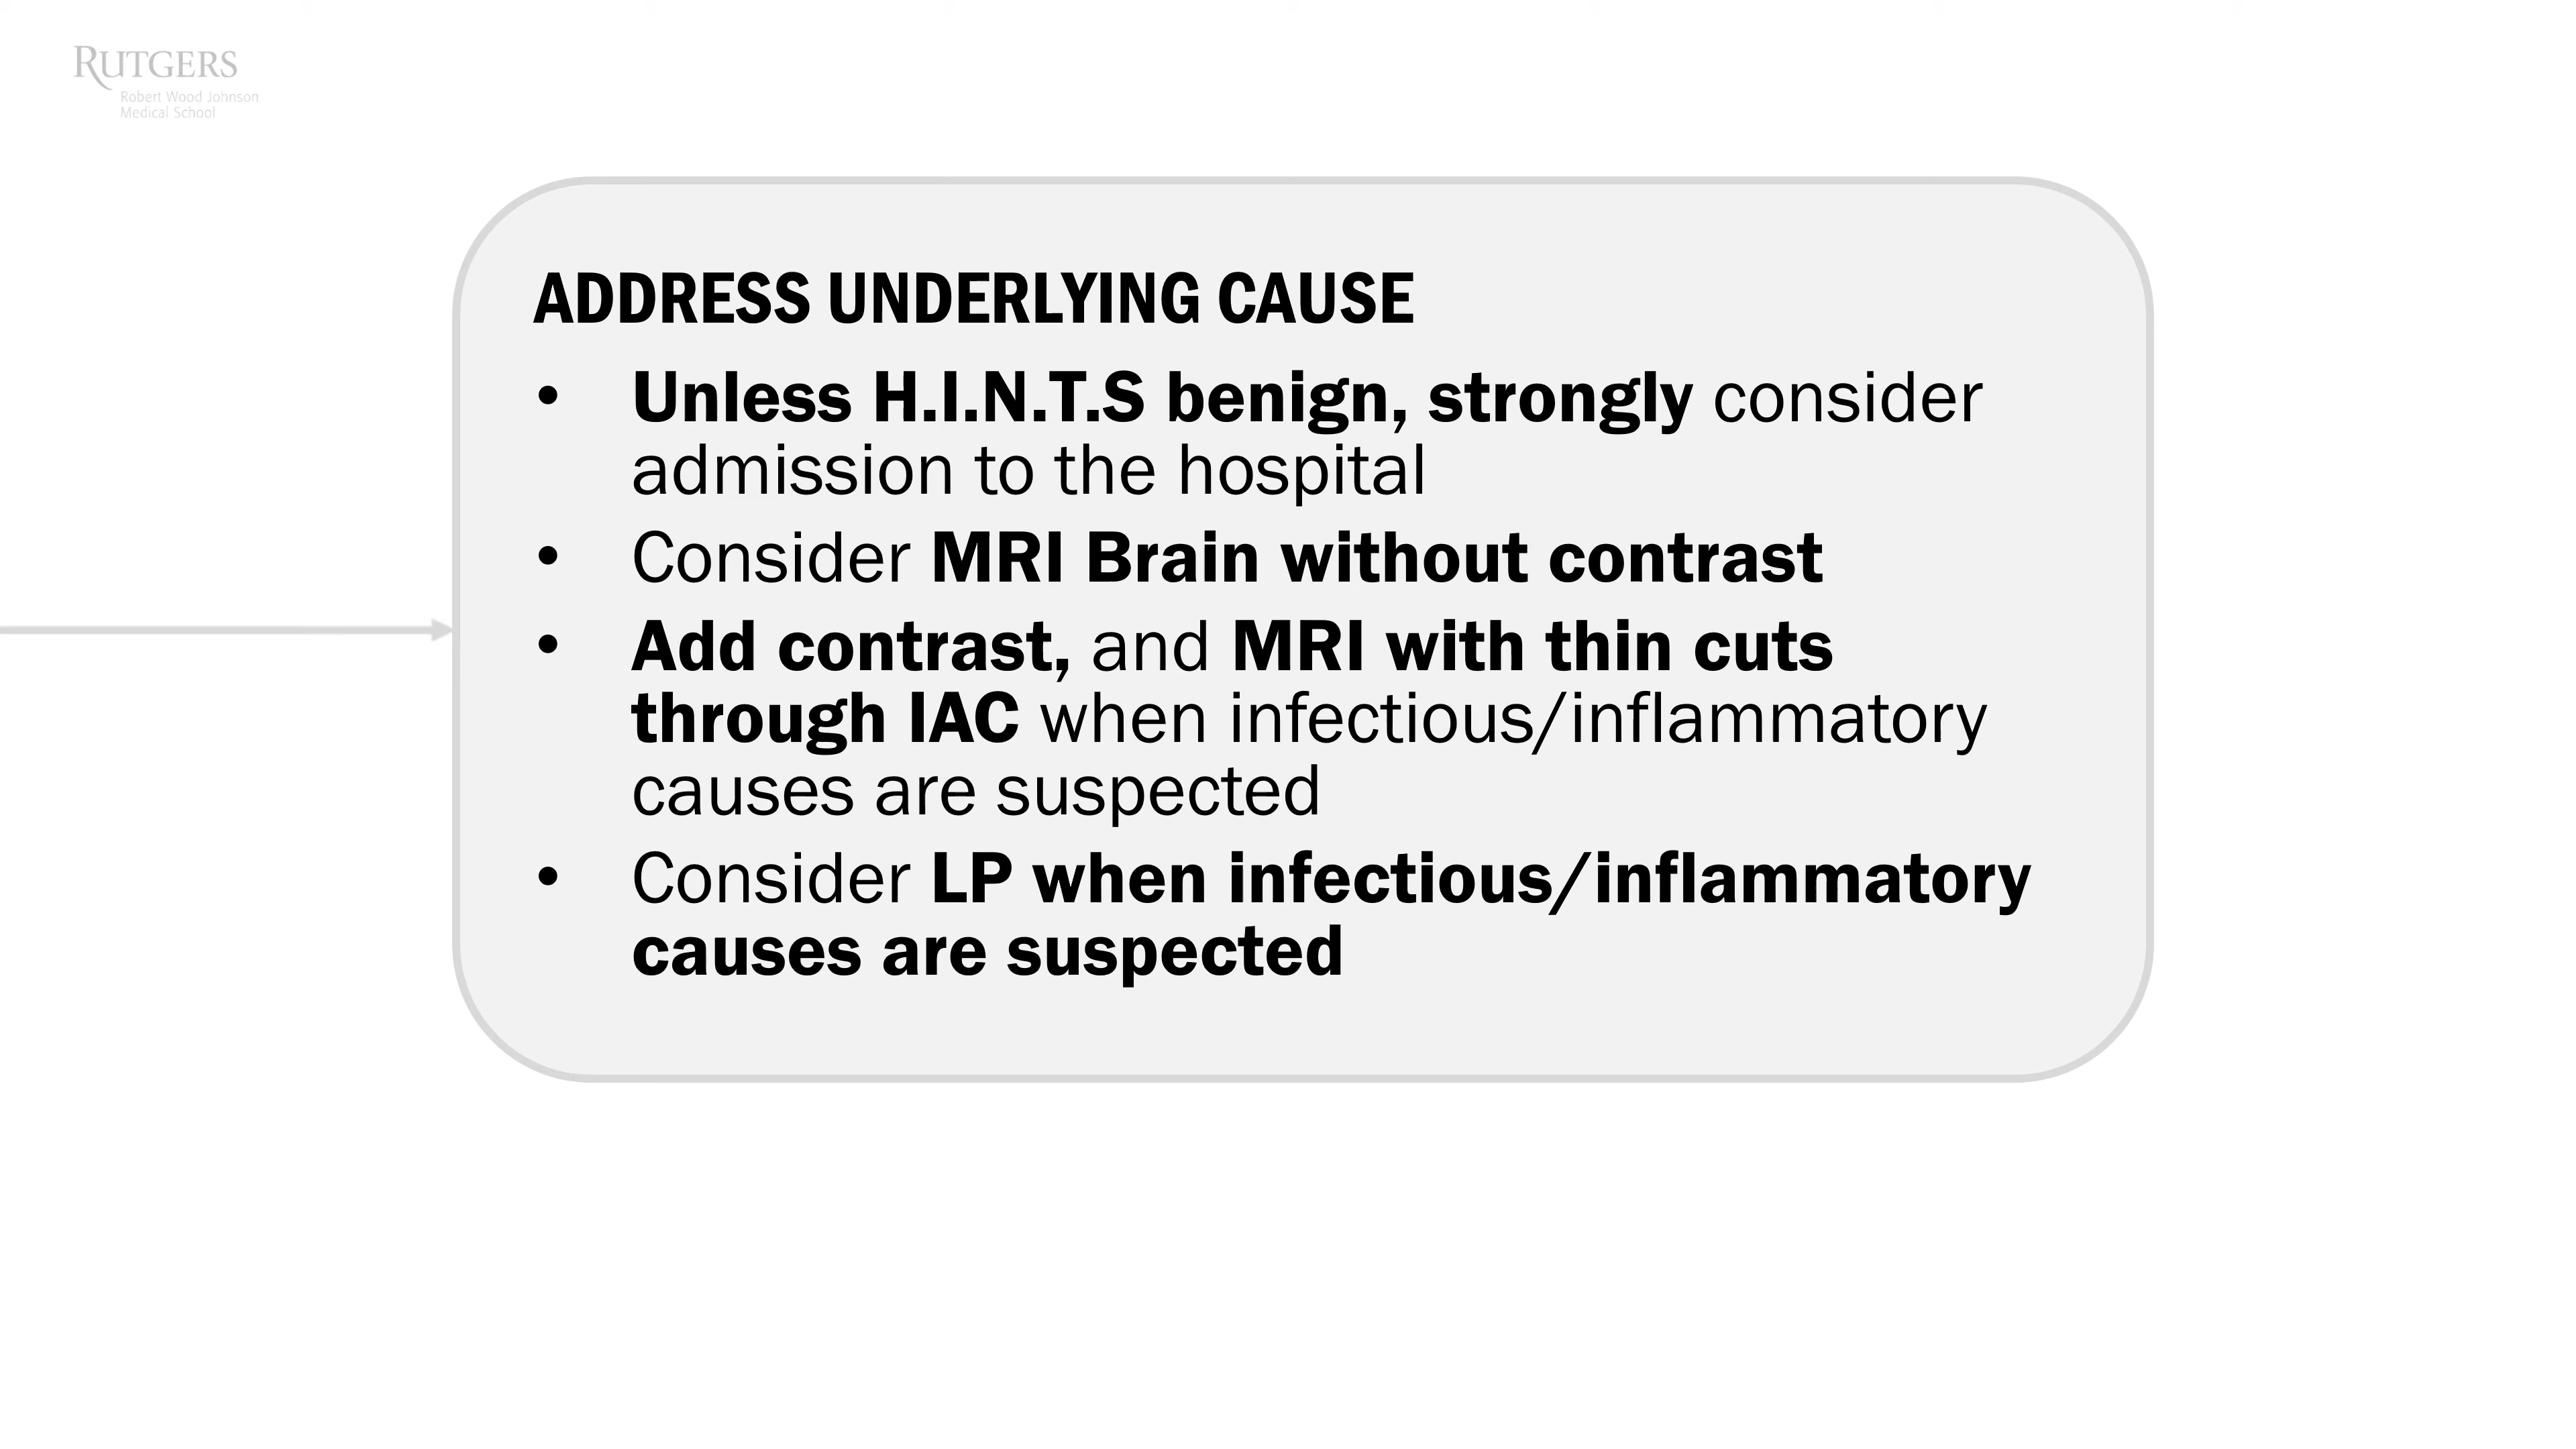 RUTGERS
Robert Wood Johnson
Medical School
ADDRESS UNDERLYING CAUSE
• Unless H.I.N.T.S benign, strongly consider
admission to the hospital
• Consider MRI Brain without contrast
• Add contrast, and MRI with thin cuts
through IAC when infectious/inflammatory
causes are suspected
• Consider LP when infectious/inflammatory
causes are suspected